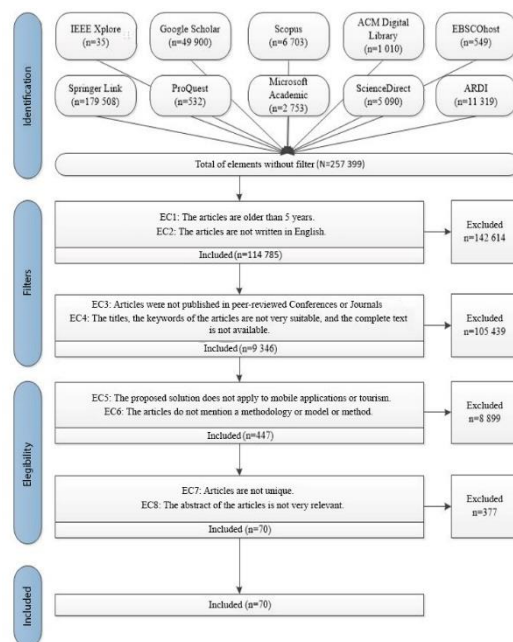 Identification
IEEE Xplore
(n=35)
Google Scholar
(n=49 900)
Scopus
(n=6 703)
ACM Digital
Library
(n=1 010)
EBSCOhost
(n=549)
Springer Link
(n=179 508)
ProQuest
(n=532)
Microsoft
Academic
(n=2 753)
ScienceDirect
(n=5 090)
ARDI
(n=11 319)
Total of elements without filter (N=257 399)
Filters
EC1: The articles are older than 5 years.
EC2: The articles are not written in English.
Included (n=114 785)
Excluded
n=142 614
EC3: Articles were not published in peer-reviewed Conferences or Journals
EC4: The titles, the keywords of the articles are not very suitable, and the complete text
is not available.
Included (n=9 346)
Excluded
n=105 439
Elegibility
EC5: The proposed solution does not apply to mobile applications or tourism.
EC6: The articles do not mention a methodology or model or method.
Included (n=447)
Excluded
n=8 899
EC7: Articles are not unique.
EC8: The abstract of the articles is not very relevant.
Included (n=70)
Excluded
n=377
Included
Included (n=70)